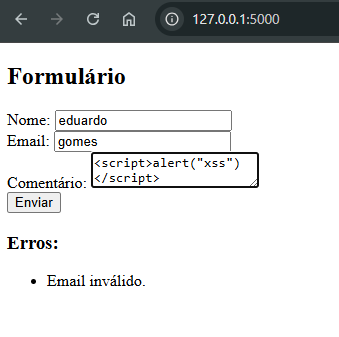 127.0.0.1:5000
Formulário
Nome: eduardo
Email: gomes
Comentário: <script>alert("xss")
</script>
Enviar
Erros:
• Email inválido.